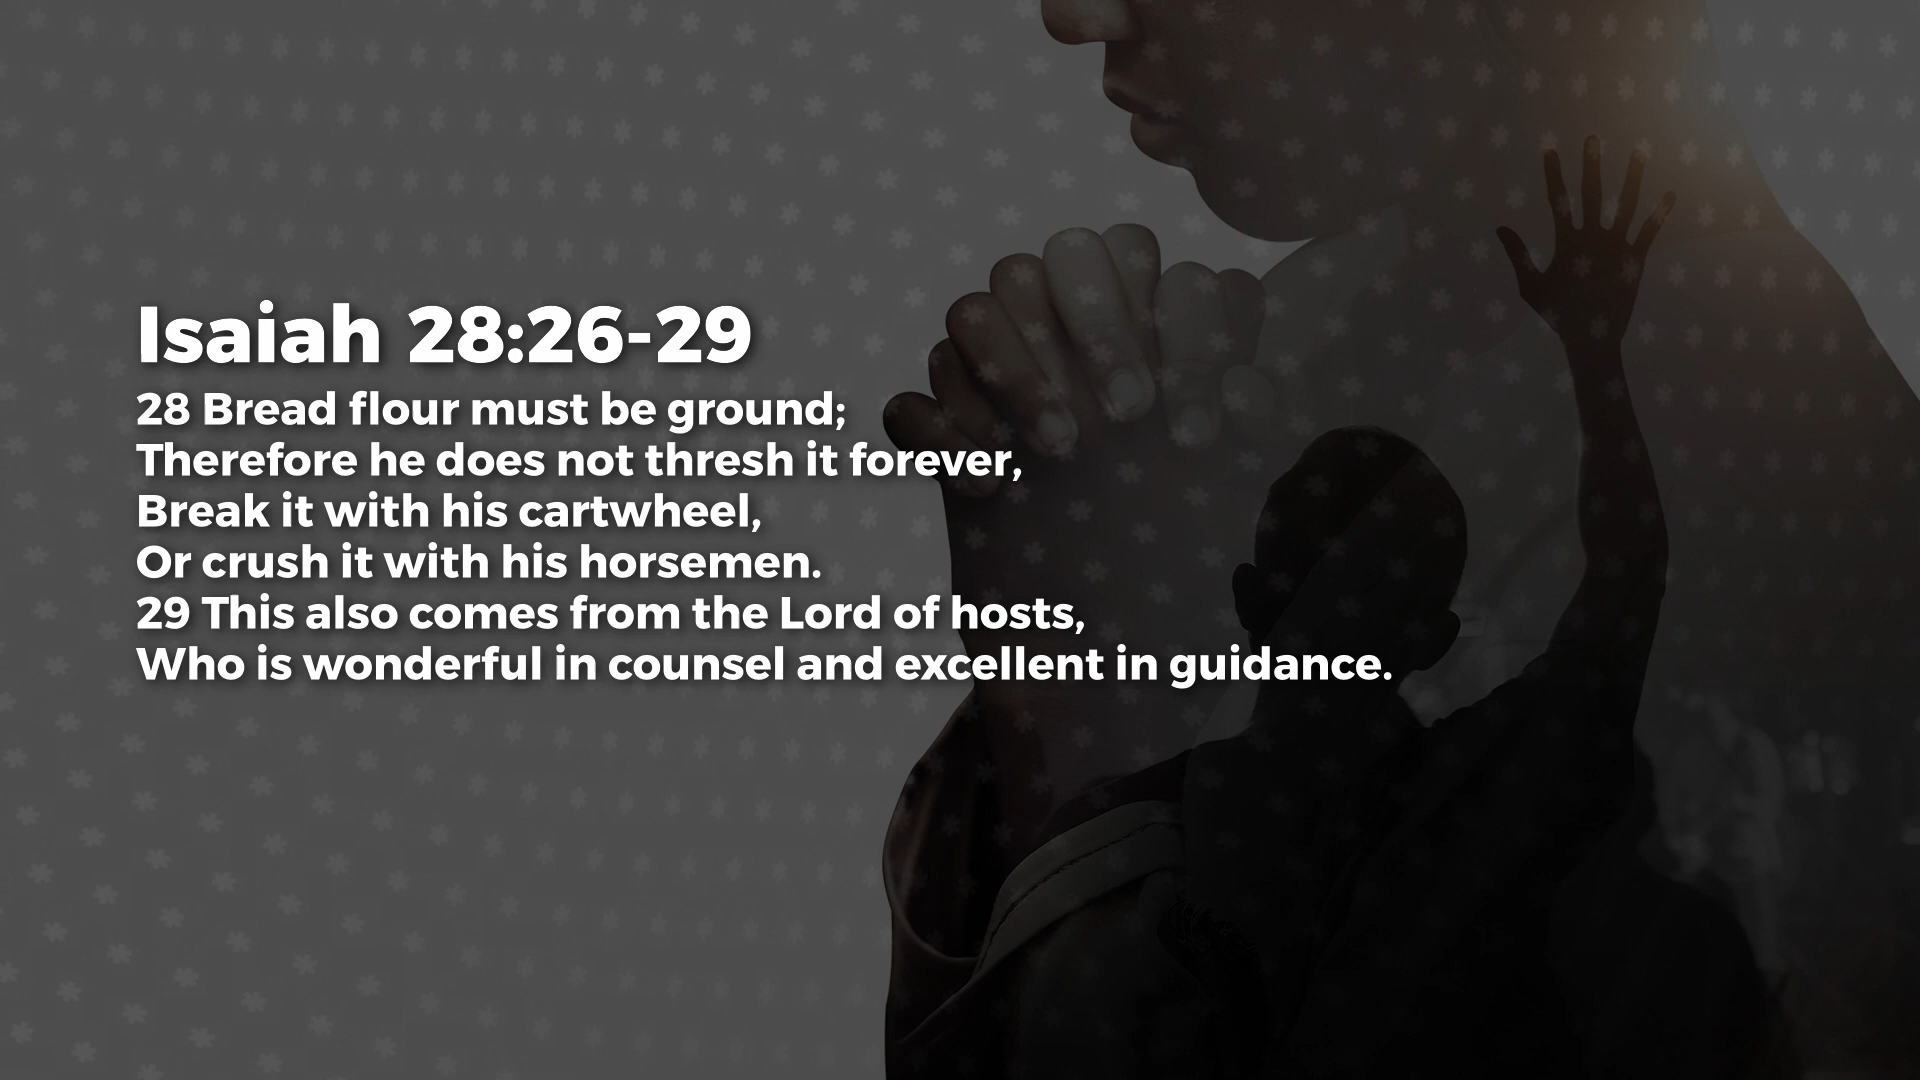 Isaiah 28:26-29
28 Bread flour must be ground;
Therefore he does not thresh it forever,
Break it with his cartwheel,
Or crush it with his horsemen.
29 This also comes from the Lord of hosts,
Who is wonderful in counsel and excellent in guidance.